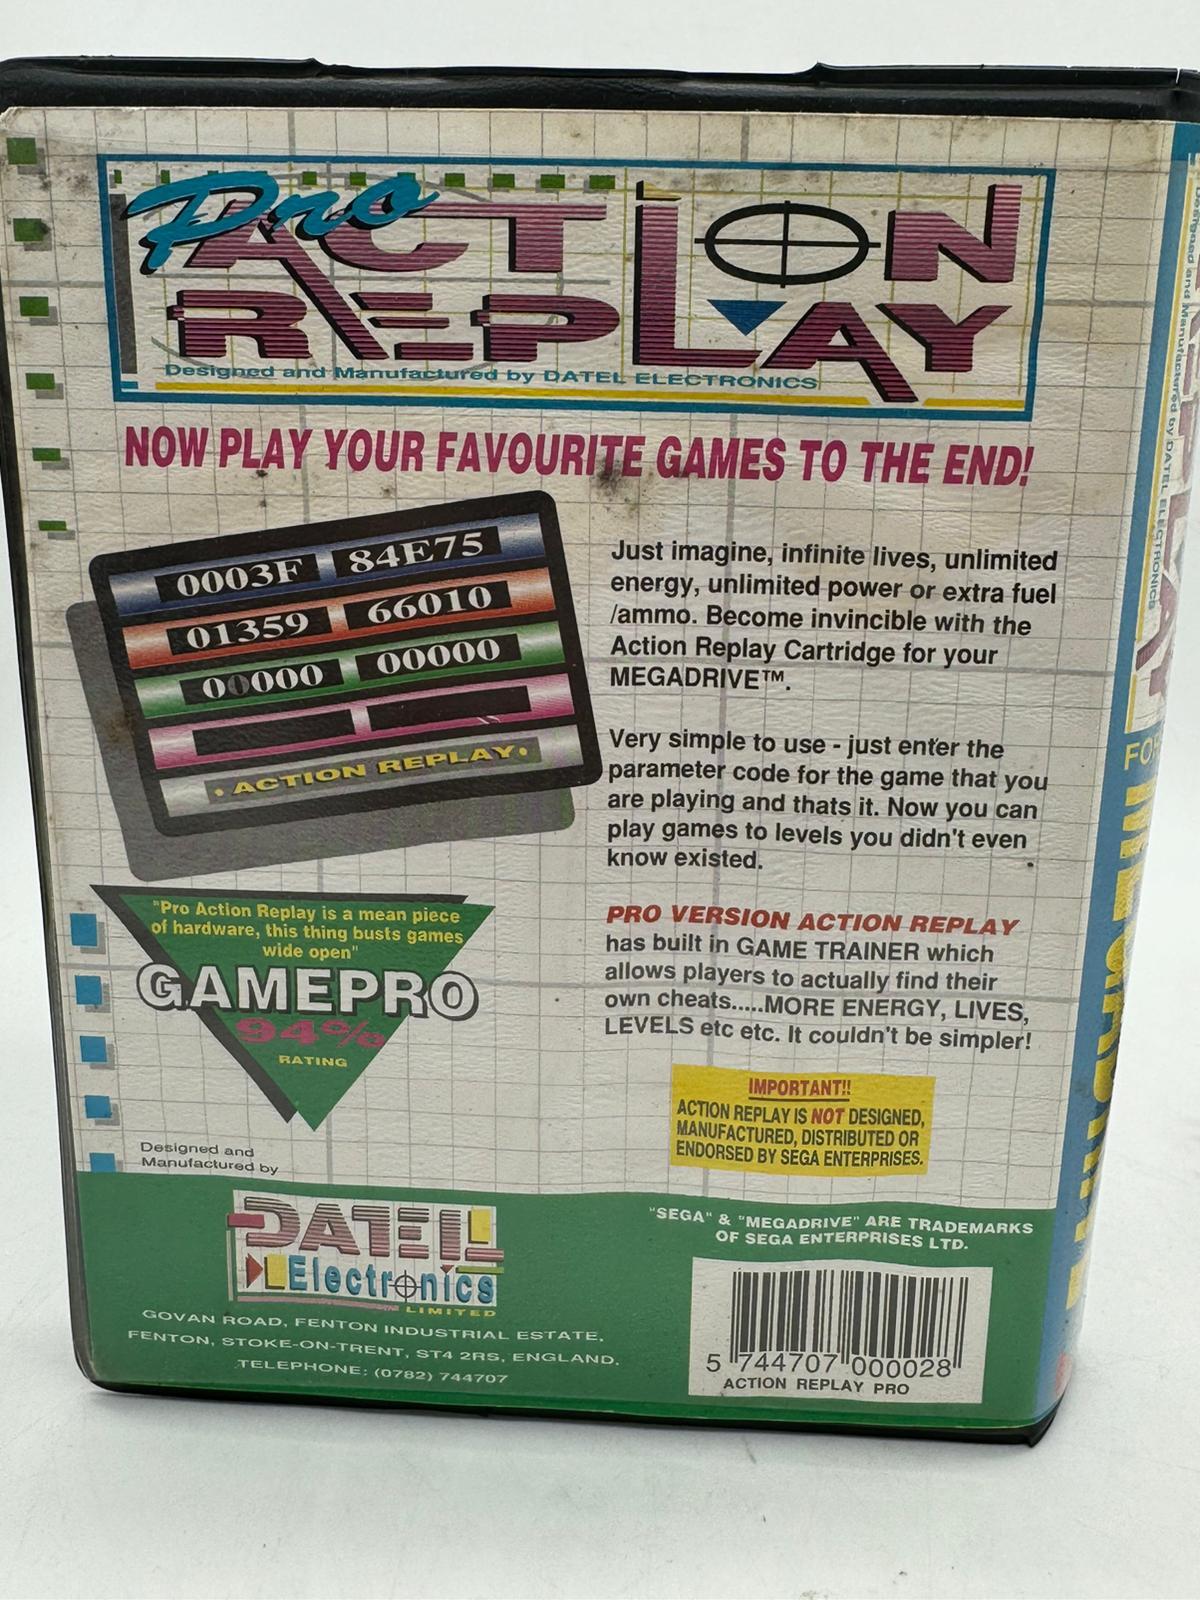 Pro ACTION
REPLAY
Designed and Manufactured by DATEL ELECTRONICS
NOW PLAY YOUR FAVOURITE GAMES TO THE END!
0003F 84E75
01359 66010
00000 00000
• ACTION REPLAY •
Just imagine, infinite lives, unlimited
energy, unlimited power or extra fuel
/ammo. Become invincible with the
Action Replay Cartridge for your
MEGADRIVE™.
Very simple to use - just enter the
parameter code for the game that you
are playing and thats it. Now you can
play games to levels you didn't even
know existed.
"Pro Action Replay is a mean piece
of hardware, this thing busts games
wide open"
GAMEPRO
94%
RATING
PRO VERSION ACTION REPLAY
has built in GAME TRAINER which
allows players to actually find their
own cheats.....MORE ENERGY, LIVES,
LEVELS etc etc. It couldn't be simpler!
IMPORTANT!!
ACTION REPLAY IS NOT DESIGNED,
MANUFACTURED, DISTRIBUTED OR
ENDORSED BY SEGA ENTERPRISES.
Designed and
Manufactured by
DATEL
Electronics
LIMITED
GOVAN ROAD, FENTON INDUSTRIAL ESTATE,
FENTON, STOKE-ON-TRENT, ST4 2RS, ENGLAND.
TELEPHONE: (0782) 744707
"SEGA" & "MEGADRIVE" ARE TRADEMARKS
OF SEGA ENTERPRISES LTD.
5 744707 000028
ACTION REPLAY PRO
Designed and Manufactured by DATEL ELECTRONICS